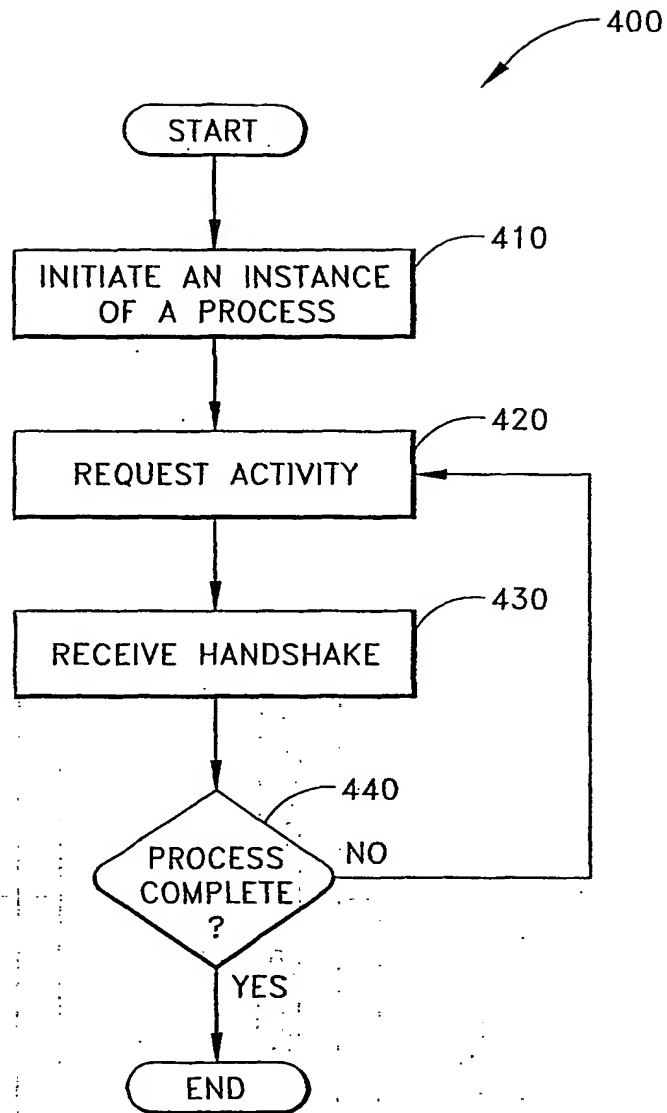 400
START
410
INITIATE AN INSTANCE
OF A PROCESS
420
REQUEST ACTIVITY
430
RECEIVE HANDSHAKE
440
PROCESS
COMPLETE
?
NO
YES
END